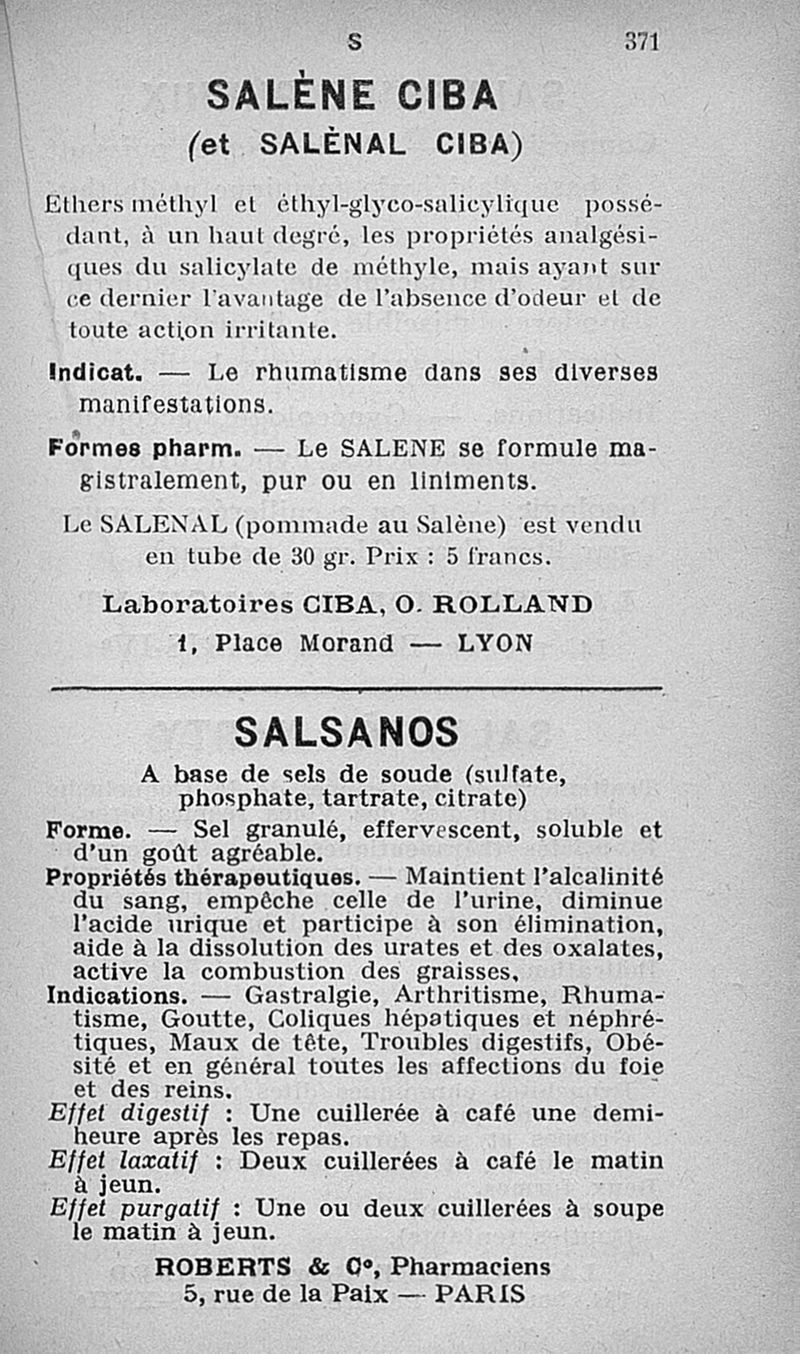 S 371
SALÈNE CIBA
(et SALÈNAL CIBA)
Ethers méthyl et éthyl-glyco-salicylique possé-
dant, à un haut degré, les propriétés analgési-
ques du salicylate de méthyle, mais ayant sur
ce dernier l'avantage de l'absence d'odeur et de
toute action irritante.
Indicat. — Le rhumatisme dans ses diverses
manifestations.
Formes pharm. — Le SALENE se formule ma-
gistralement, pur ou en liniments.
Le SALENAL (pommade au Salène) est vendu
en tube de 30 gr. Prix : 5 francs.
Laboratoires CIBA, O. ROLLAND
1, Place Morand — LYON
SALSANOS
A base de sels de soude (sulfate,
phosphate, tartrate, citrate)
Forme. — Sel granulé, effervescent, soluble et
d'un goût agréable.
Propriétés thérapeutiques. — Maintient l'alcalinité
du sang, empêche celle de l'urine, diminue
l'acide urique et participe à son élimination,
aide à la dissolution des urates et des oxalates,
active la combustion des graisses.
Indications. — Gastralgie, Arthritisme, Rhuma-
tisme, Goutte, Coliques hépatiques et néphré-
tiques, Maux de tête, Troubles digestifs, Obé-
sité et en général toutes les affections du foie
et des reins.
Effet digestif : Une cuillerée à café une demi-
heure après les repas.
Effet laxatif : Deux cuillerées à café le matin
à jeun.
Effet purgatif : Une ou deux cuillerées à soupe
le matin à jeun.
ROBERTS & Cº, Pharmaciens
5, rue de la Paix — PARIS